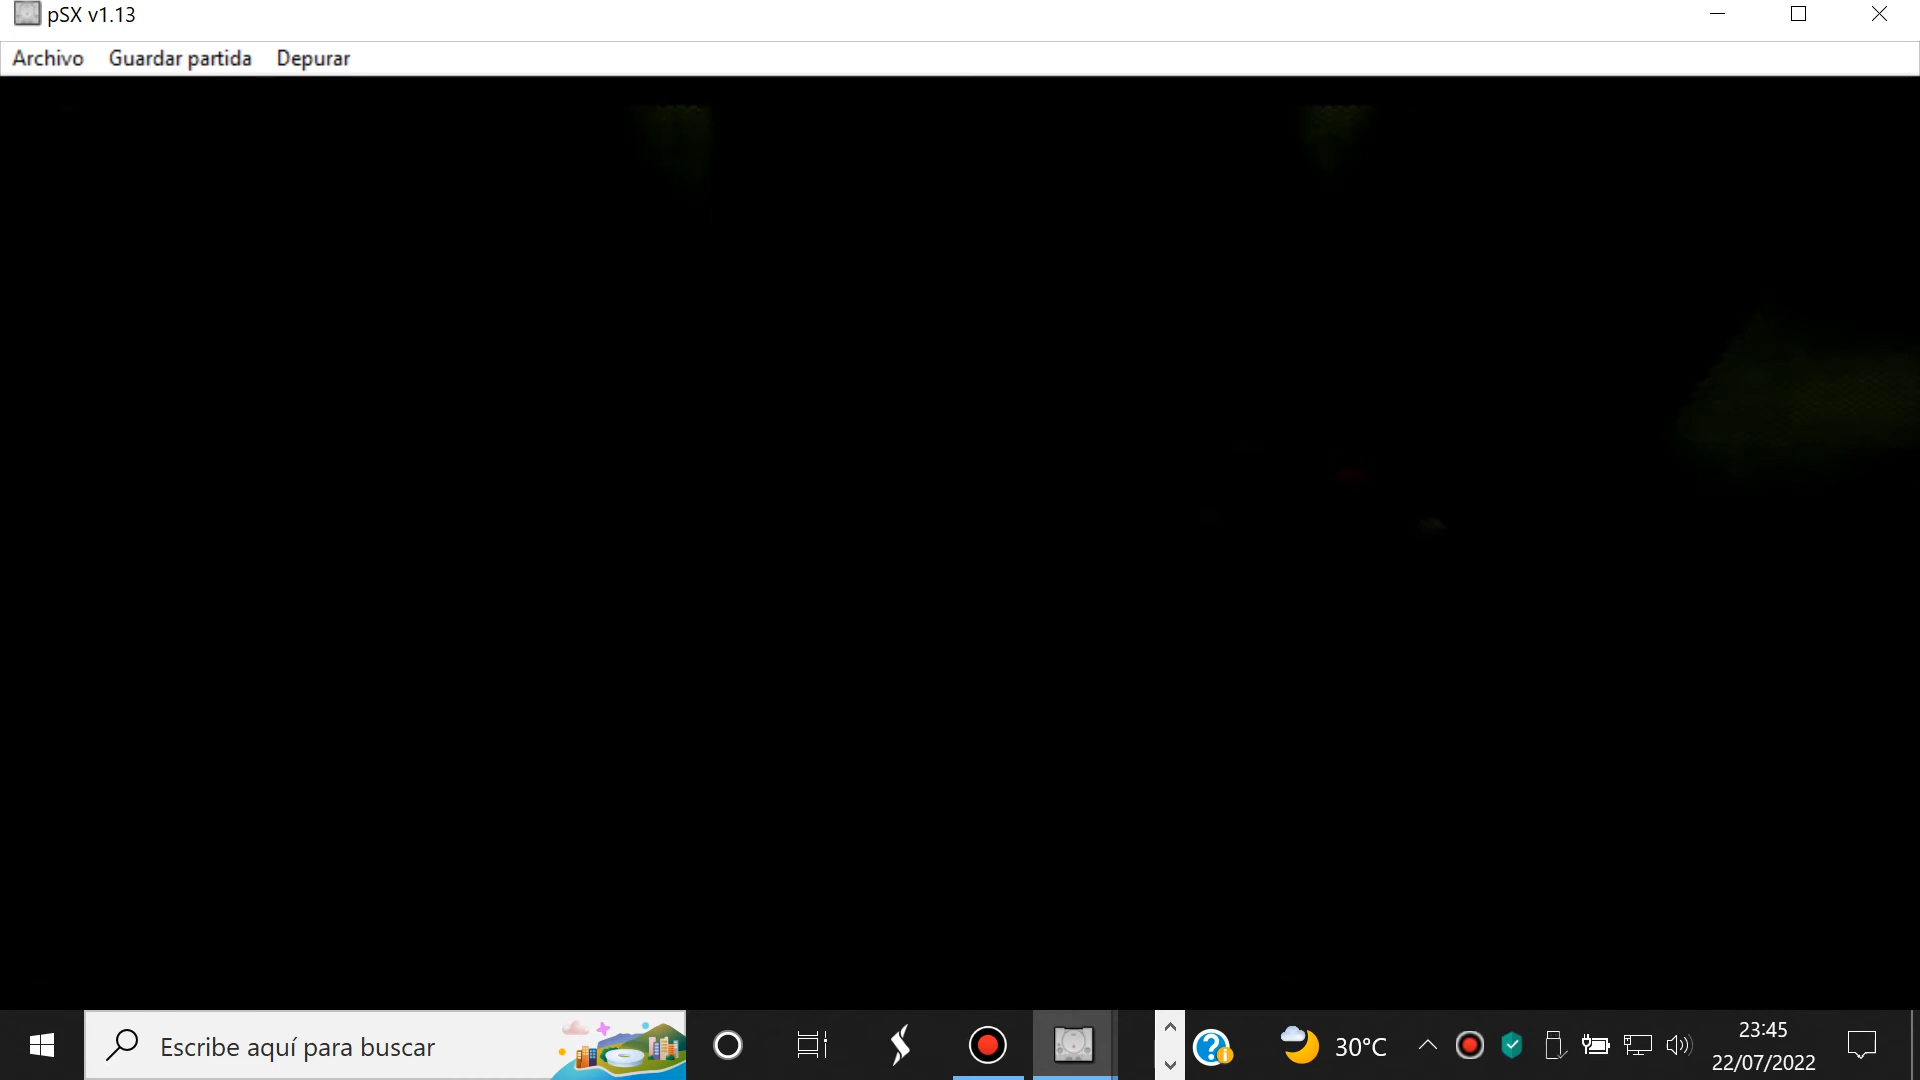 pSX v1.13
Archivo Guardar partida Depurar
Escribe aquí para buscar
30°C
23:45
22/07/2022